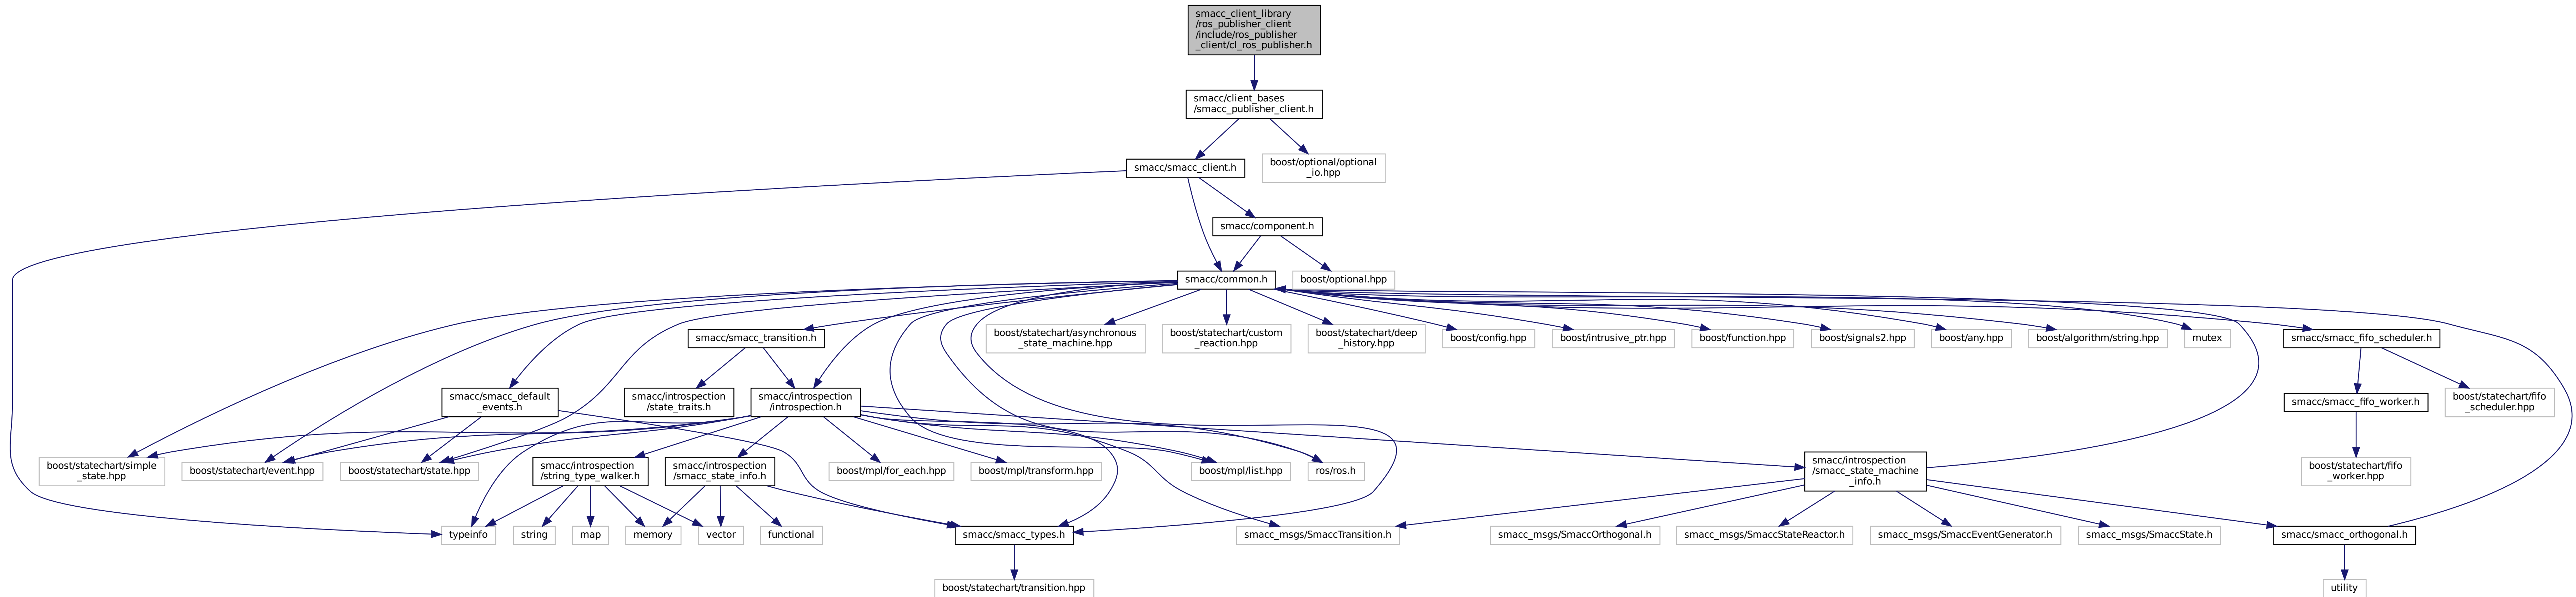 smacc_client_library
/ros_publisher_client
/include/ros_publisher
_client/cl_ros_publisher.h
smacc/client_bases
/smacc_publisher_client.h
smacc/smacc_client.h
boost/optional/optional
_io.hpp
smacc/component.h
smacc/common.h
boost/optional.hpp
smacc/smacc_transition.h
boost/statechart/asynchronous
_state_machine.hpp
boost/statechart/custom
_reaction.hpp
boost/statechart/deep
_history.hpp
boost/config.hpp
boost/intrusive_ptr.hpp
boost/function.hpp
boost/signals2.hpp
boost/any.hpp
boost/algorithm/string.hpp
mutex
smacc/smacc_fifo_scheduler.h
smacc/smacc_default
_events.h
smacc/introspection
/state_traits.h
smacc/introspection
/introspection.h
smacc/smacc_fifo_worker.h
boost/statechart/fifo
_scheduler.hpp
boost/statechart/simple
_state.hpp
boost/statechart/event.hpp
boost/statechart/state.hpp
smacc/introspection
/string_type_walker.h
smacc/introspection
/smacc_state_info.h
boost/mpl/for_each.hpp
boost/mpl/transform.hpp
boost/mpl/list.hpp
ros/ros.h
smacc/introspection
/smacc_state_machine
_info.h
boost/statechart/fifo
_worker.hpp
typeinfo
string
map
memory
vector
functional
smacc/smacc_types.h
smacc_msgs/SmaccTransition.h
smacc_msgs/SmaccOrthogonal.h
smacc_msgs/SmaccStateReactor.h
smacc_msgs/SmaccEventGenerator.h
smacc_msgs/SmaccState.h
smacc/smacc_orthogonal.h
boost/statechart/transition.hpp
utility